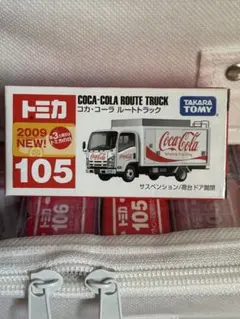 トミカ
COCA-COLA ROUTE TRUCK
コカ・コーラ ルートトラック
TAKARA TOMY
2009
NEW!
105
Coca-Cola
サスペンション/荷台ドア開閉
106
105